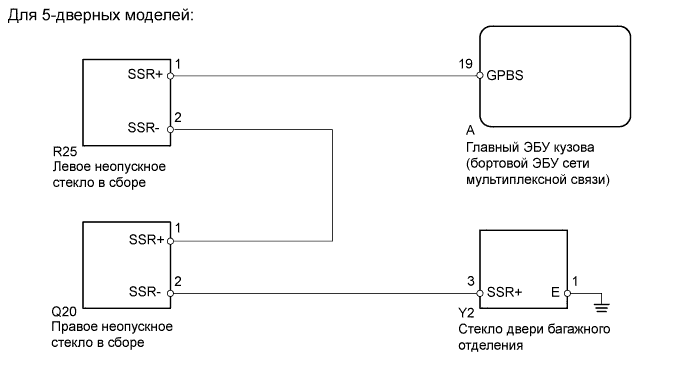 Для 5-дверных моделей:
SSR+
1
SSR-
2
R25
Левое неопускное
стекло в сборе
19
GPBS
A
Главный ЭБУ кузова
(бортовой ЭБУ сети
мультиплексной связи)
SSR+
1
SSR-
2
Q20
Правое неопускное
стекло в сборе
3
SSR+
E
1
Y2
Стекло двери багажного
отделения